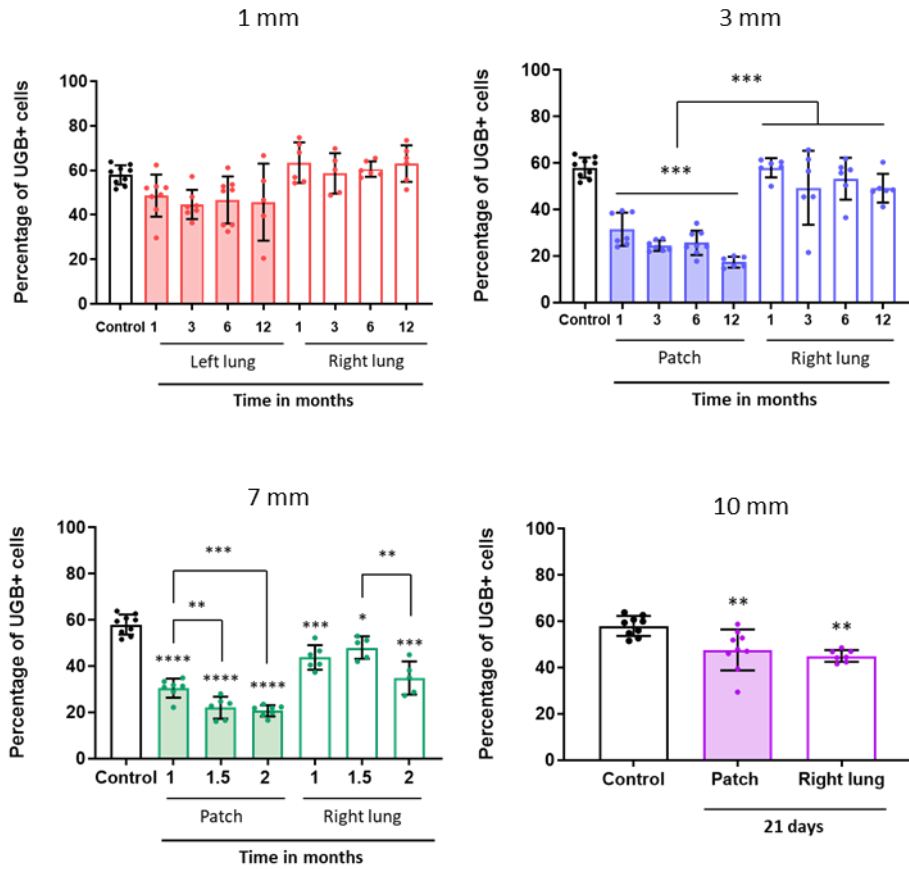 1 mm
Percentage of UGB+ cells
100
80
60
40
20
0
Control 1 3 6 12 1 3 6 12
Left lung Right lung
Time in months
3 mm
Percentage of UGB+ cells
100
80
60
40
20
0
***
***
Control 1 3 6 12 1 3 6 12
Patch Right lung
Time in months
7 mm
Percentage of UGB+ cells
100
80
60
40
20
0
*** **
** *** * ***
**** **** ****
Control 1 1.5 2 1 1.5 2
Patch Right lung
Time in months
10 mm
Percentage of UGB+ cells
100
80
60
40
20
0
** **
Control Patch Right lung
21 days